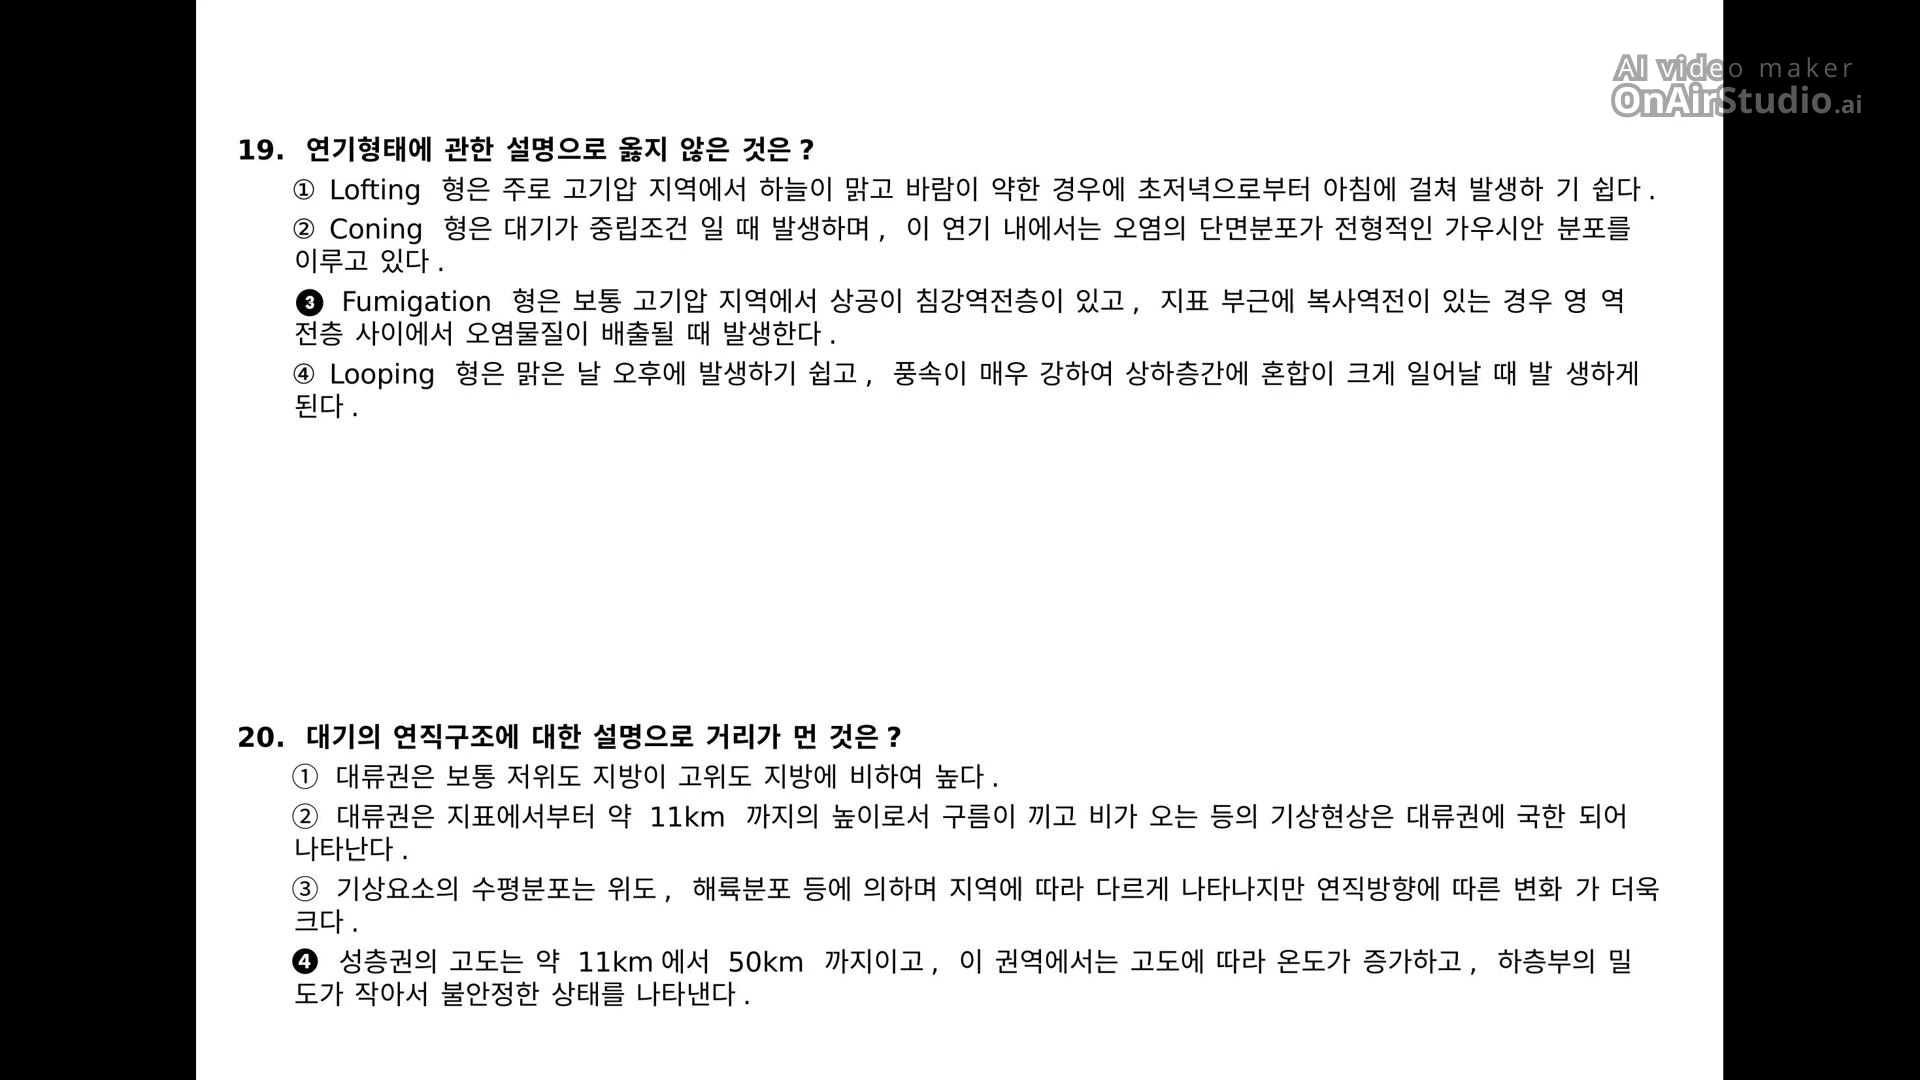 AI video maker
OnAirStudio.ai
19. 연기형태에 관한 설명으로 옳지 않은 것은?
① Lofting 형은 주로 고기압 지역에서 하늘이 맑고 바람이 약한 경우에 초저녁으로부터 아침에 걸쳐 발생하 기 쉽다.
② Coning 형은 대기가 중립조건 일 때 발생하며, 이 연기 내에서는 오염의 단면분포가 전형적인 가우시안 분포를
이루고 있다.
❸ Fumigation 형은 보통 고기압 지역에서 상공이 침강역전층이 있고, 지표 부근에 복사역전이 있는 경우 영 역
전층 사이에서 오염물질이 배출될 때 발생한다.
④ Looping 형은 맑은 날 오후에 발생하기 쉽고, 풍속이 매우 강하여 상하층간에 혼합이 크게 일어날 때 발 생하게
된다.
20. 대기의 연직구조에 대한 설명으로 거리가 먼 것은?
① 대류권은 보통 저위도 지방이 고위도 지방에 비하여 높다.
② 대류권은 지표에서부터 약 11km 까지의 높이로서 구름이 끼고 비가 오는 등의 기상현상은 대류권에 국한 되어
나타난다.
③ 기상요소의 수평분포는 위도, 해륙분포 등에 의하며 지역에 따라 다르게 나타나지만 연직방향에 따른 변화 가 더욱
크다.
❹ 성층권의 고도는 약 11km에서 50km 까지이고, 이 권역에서는 고도에 따라 온도가 증가하고, 하층부의 밀
도가 작아서 불안정한 상태를 나타낸다.